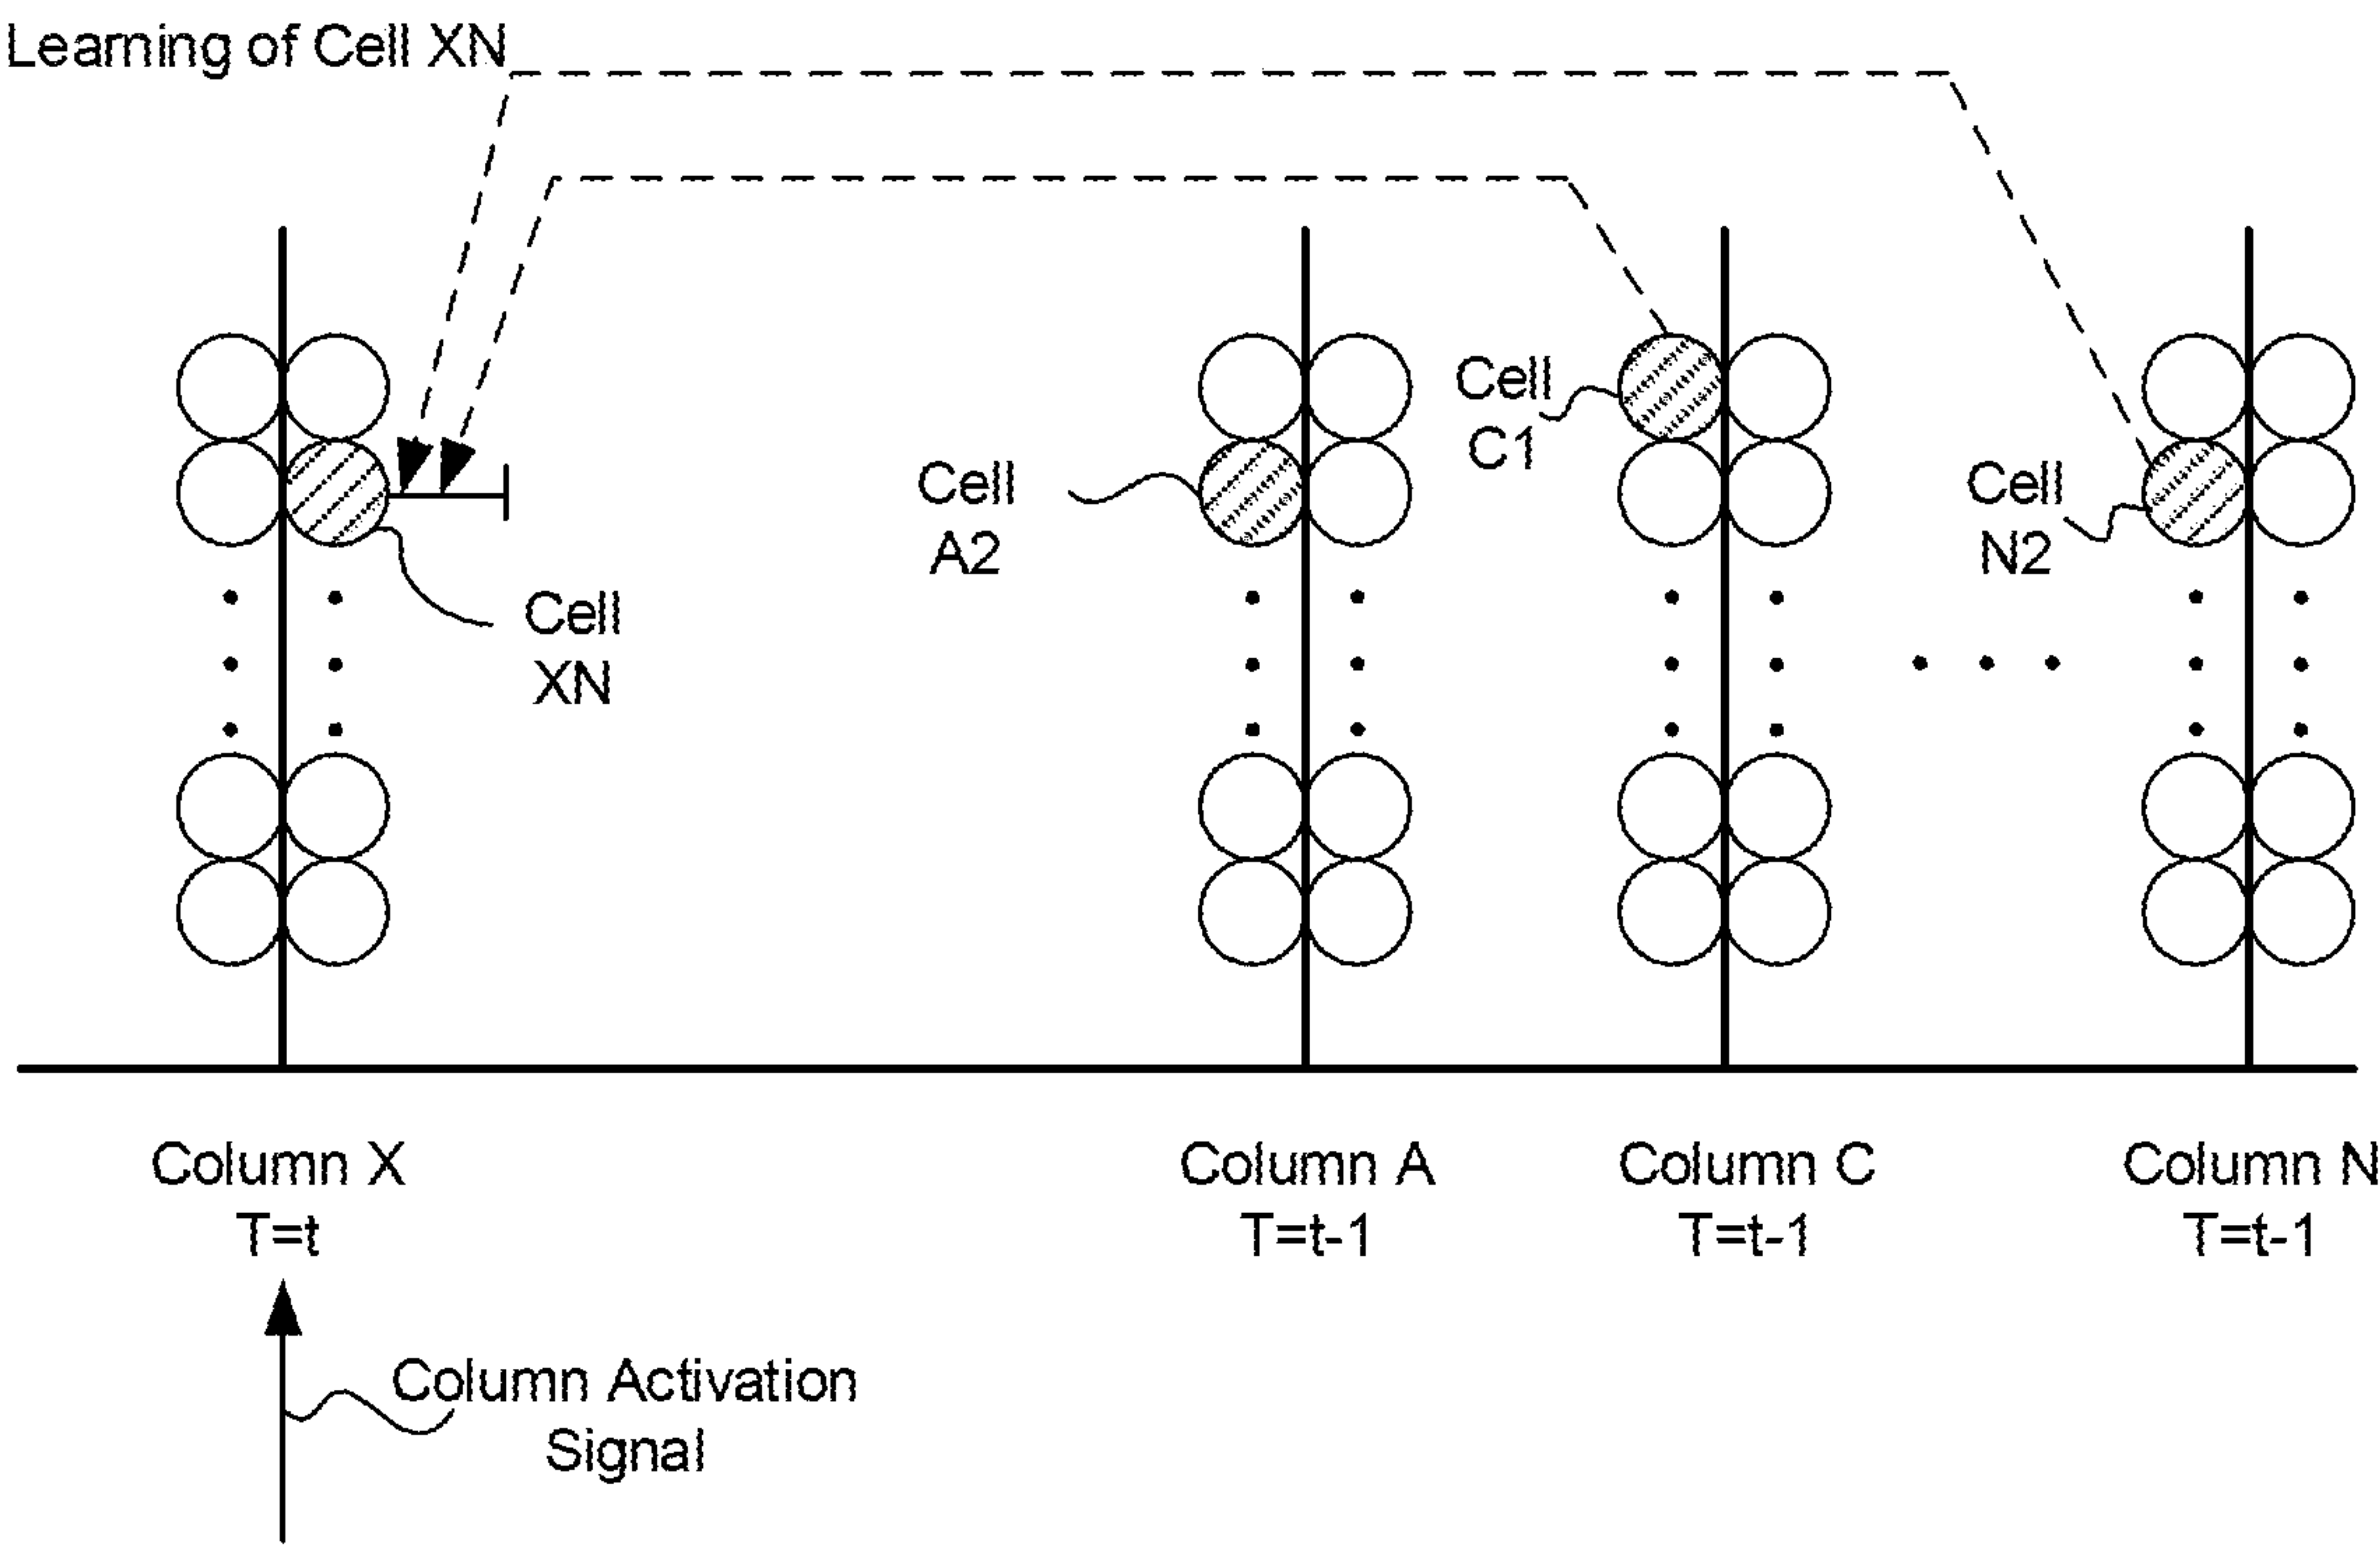 Learning of Cell XN
Cell
C1
Cell
A2
Cell
N2
Cell
XN
Column X
T=t
Column A
T=t-1
Column C
T=t-1
Column N
T=t-1
Column Activation
Signal